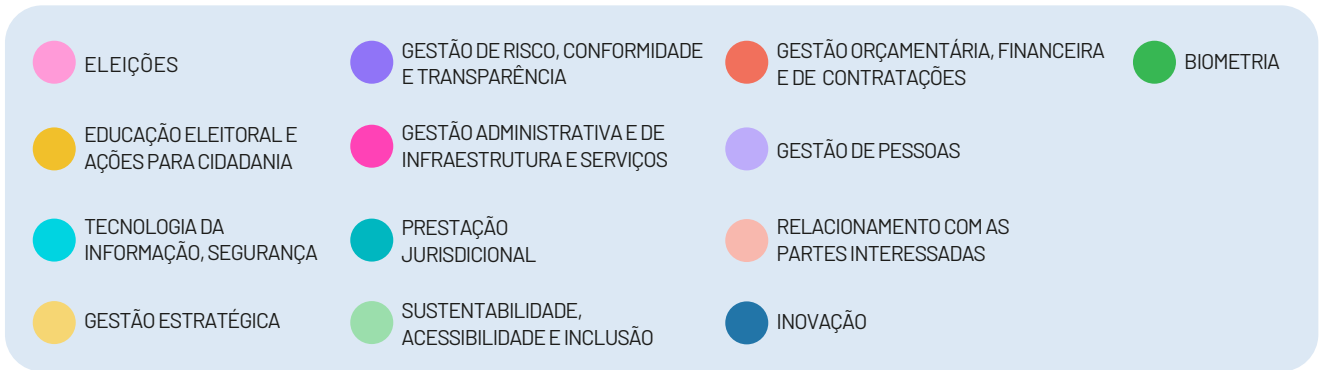 ELEIÇÕES
GESTÃO DE RISCO, CONFORMIDADE
E TRANSPARÊNCIA
GESTÃO ORÇAMENTÁRIA, FINANCEIRA
E DE CONTRATAÇÕES
BIOMETRIA
EDUCAÇÃO ELEITORAL E
AÇÕES PARA CIDADANIA
GESTÃO ADMINISTRATIVA E DE
INFRAESTRUTURA E SERVIÇOS
GESTÃO DE PESSOAS
TECNOLOGIA DA
INFORMAÇÃO, SEGURANÇA
PRESTAÇÃO
JURISDICIONAL
RELACIONAMENTO COM AS
PARTES INTERESSADAS
GESTÃO ESTRATÉGICA
SUSTENTABILIDADE,
ACESSIBILIDADE E INCLUSÃO
INOVAÇÃO